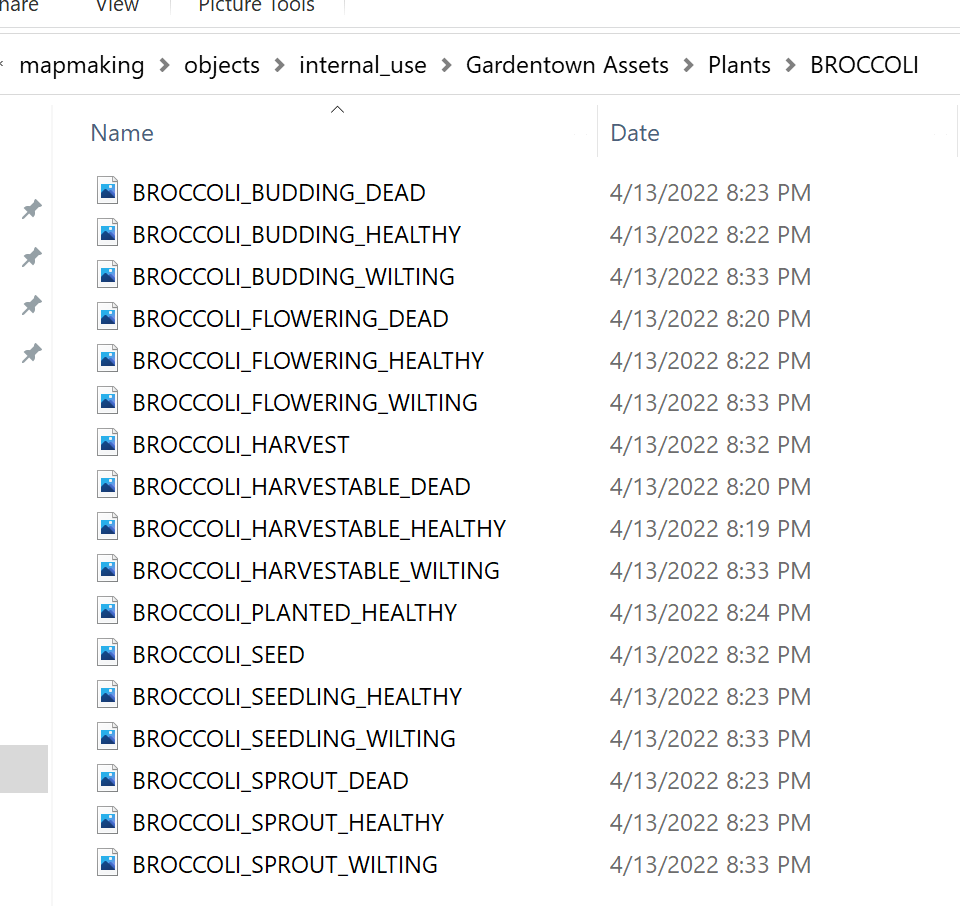 hare View Picture Tools
mapmaking objects internal_use Gardentown Assets Plants BROCCOLI
Name Date
BROCCOLI_BUDDING_DEAD 4/13/2022 8:23 PM
BROCCOLI_BUDDING_HEALTHY 4/13/2022 8:22 PM
BROCCOLI_BUDDING_WILTING 4/13/2022 8:33 PM
BROCCOLI_FLOWERING_DEAD 4/13/2022 8:20 PM
BROCCOLI_FLOWERING_HEALTHY 4/13/2022 8:22 PM
BROCCOLI_FLOWERING_WILTING 4/13/2022 8:33 PM
BROCCOLI_HARVEST 4/13/2022 8:32 PM
BROCCOLI_HARVESTABLE_DEAD 4/13/2022 8:20 PM
BROCCOLI_HARVESTABLE_HEALTHY 4/13/2022 8:19 PM
BROCCOLI_HARVESTABLE_WILTING 4/13/2022 8:33 PM
BROCCOLI_PLANTED_HEALTHY 4/13/2022 8:24 PM
BROCCOLI_SEED 4/13/2022 8:32 PM
BROCCOLI_SEEDLING_HEALTHY 4/13/2022 8:23 PM
BROCCOLI_SEEDLING_WILTING 4/13/2022 8:33 PM
BROCCOLI_SPROUT_DEAD 4/13/2022 8:23 PM
BROCCOLI_SPROUT_HEALTHY 4/13/2022 8:23 PM
BROCCOLI_SPROUT_WILTING 4/13/2022 8:33 PM